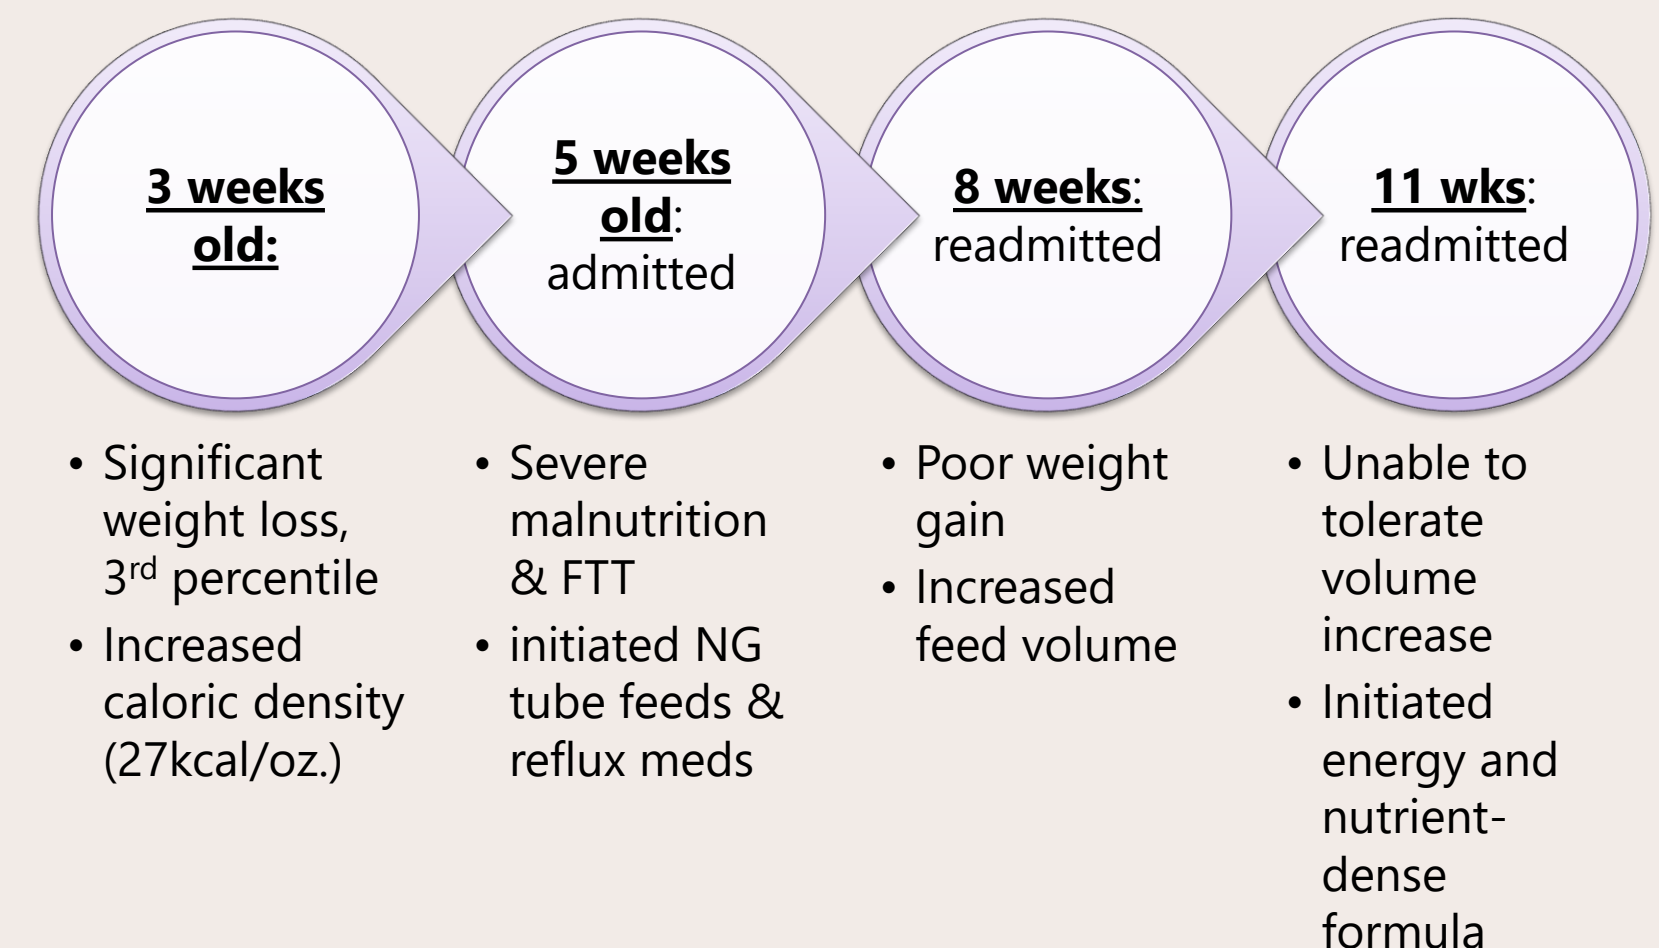 3 weeks
old:
5 weeks
old:
admitted
8 weeks:
readmitted
11 wks:
readmitted
• Significant
weight loss,
3rd percentile
• Increased
caloric density
(27kcal/oz.)
• Severe
malnutrition
& FTT
• initiated NG
tube feeds &
reflux meds
• Poor weight
gain
• Increased
feed volume
• Unable to
tolerate
volume
increase
• Initiated
energy and
nutrient-
dense
formula